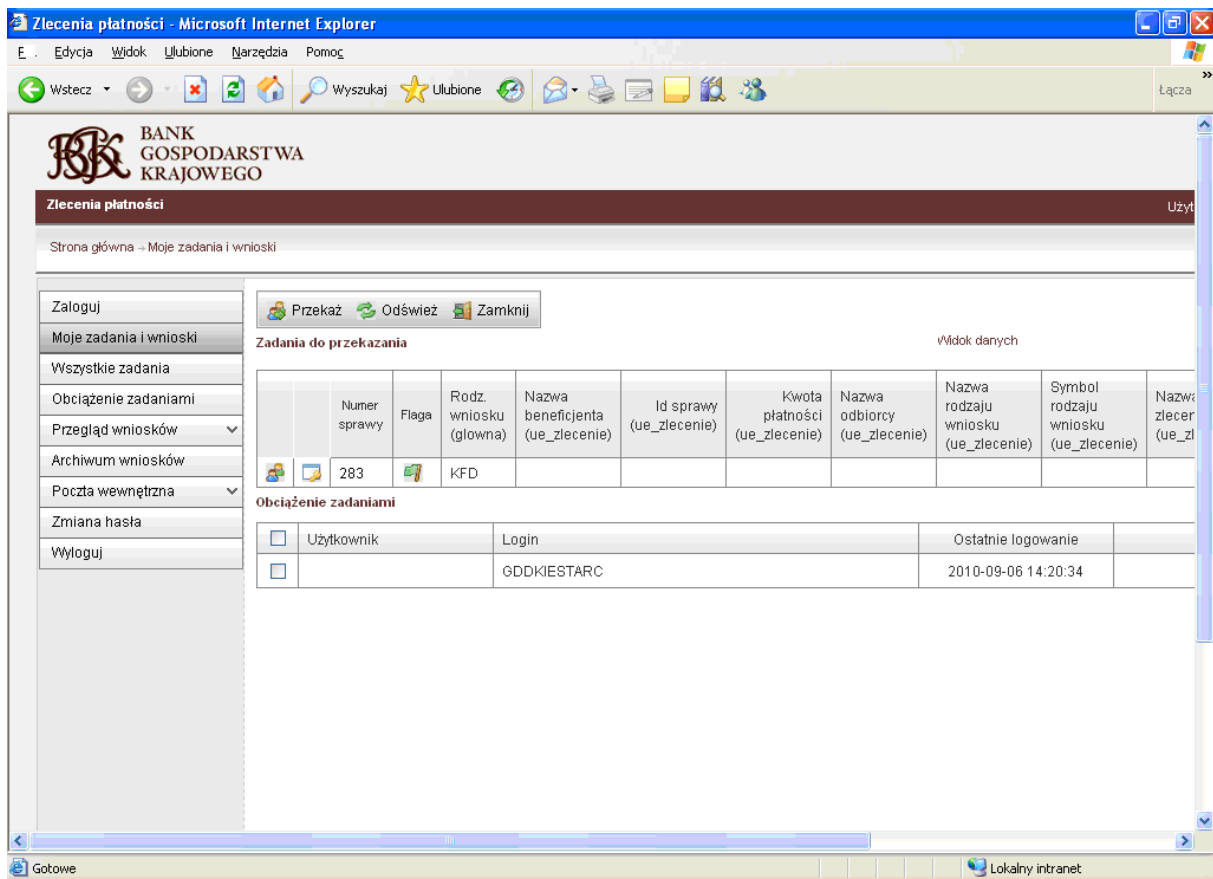 Zlecenia płatności - Microsoft Internet Explorer
E . Edycja Widok Ulubione Narzędzia Pomoc
Wstecz Wyszukaj Ulubione Łącza
BANK
GOSPODARSTWA
KRAJOWEGO
Zlecenia płatności Użyt
Strona główna → Moje zadania i wnioski
Zaloguj
Moje zadania i wnioski
Wszystkie zadania
Obciążenie zadaniami
Przegląd wniosków
Archiwum wniosków
Poczta wewnętrzna
Zmiana hasła
Wyloguj
Przekaż Odśwież Zamknij
Zadania do przekazania Widok danych
Numer sprawy
Flaga
Rodz. wniosku (glowna)
Nazwa beneficjenta (ue_zlecenie)
Id sprawy (ue_zlecenie)
Kwota płatności (ue_zlecenie)
Nazwa odbiorcy (ue_zlecenie)
Nazwa rodzaju wniosku (ue_zlecenie)
Symbol rodzaju wniosku (ue_zlecenie)
Nazwa zlecer (ue_zl
283 KFD
Obciążenie zadaniami
Użytkownik Login Ostatnie logowanie
GDDKIESTARC 2010-09-06 14:20:34
Gotowe Lokalny intranet